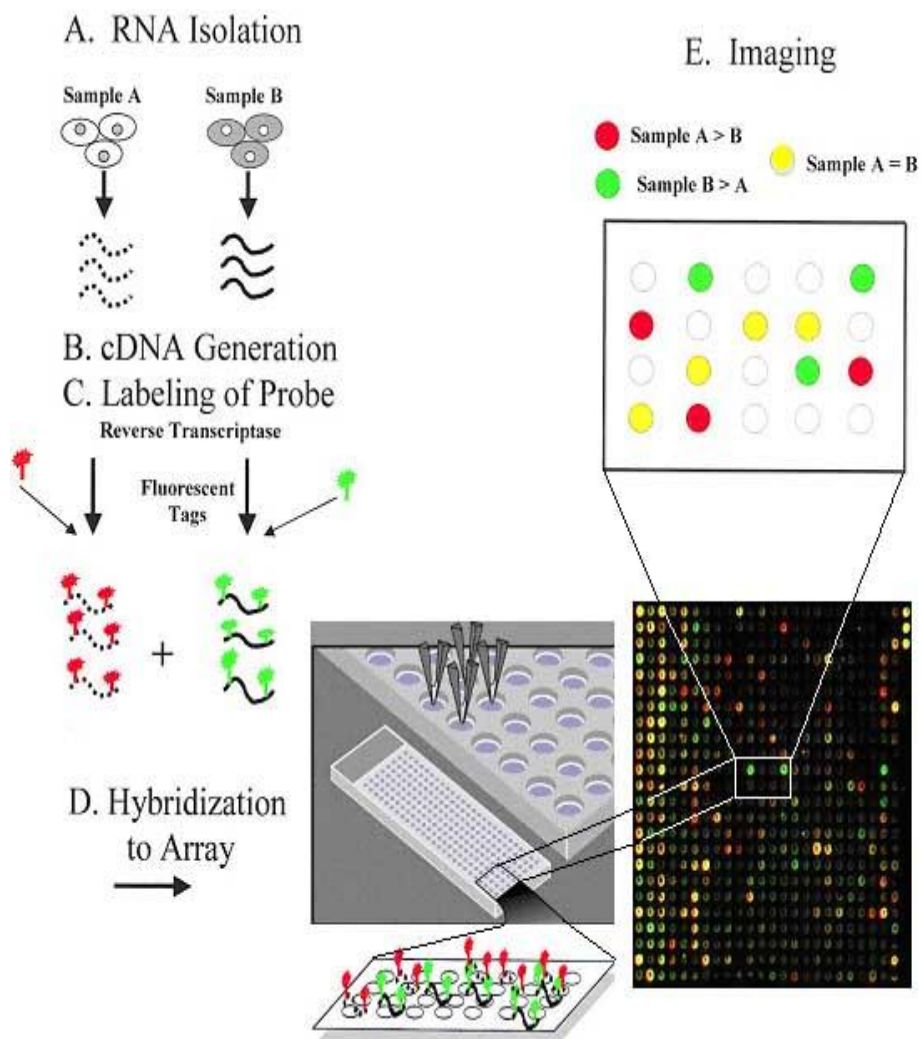 A. RNA Isolation
Sample A
Sample B
B. cDNA Generation
C. Labeling of Probe
Reverse Transcriptase
Fluorescent
Tags
+
D. Hybridization
to Array
E. Imaging
Sample A > B
Sample A = B
Sample B > A